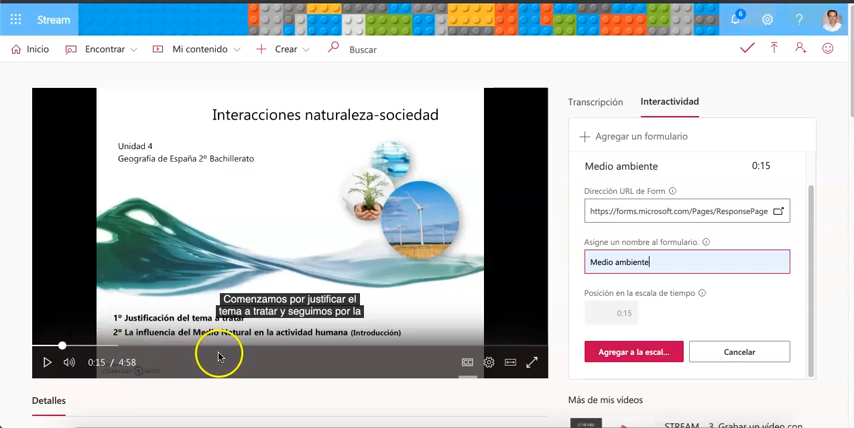 Stream
6
?
Inicio
Encontrar
Mi contenido
Crear
Buscar
Interacciones naturaleza-sociedad
Unidad 4
Geografía de España 2º Bachillerato
Comenzamos por justificar el
tema a tratar y seguimos por la
1º Justificación del tema a tratar
2º La influencia del Medio Natural en la actividad humana (Introducción)
0:15 / 4:58
Transcripción
Interactividad
Agregar un formulario
Medio ambiente 0:15
Dirección URL de Form
https://forms.microsoft.com/Pages/ResponsePage
Asigne un nombre al formulario.
Medio ambiente
Posición en la escala de tiempo
0:15
Agregar a la escal...
Cancelar
Detalles
Más de mis vídeos
STREAM 3. Grabar un vídeo con